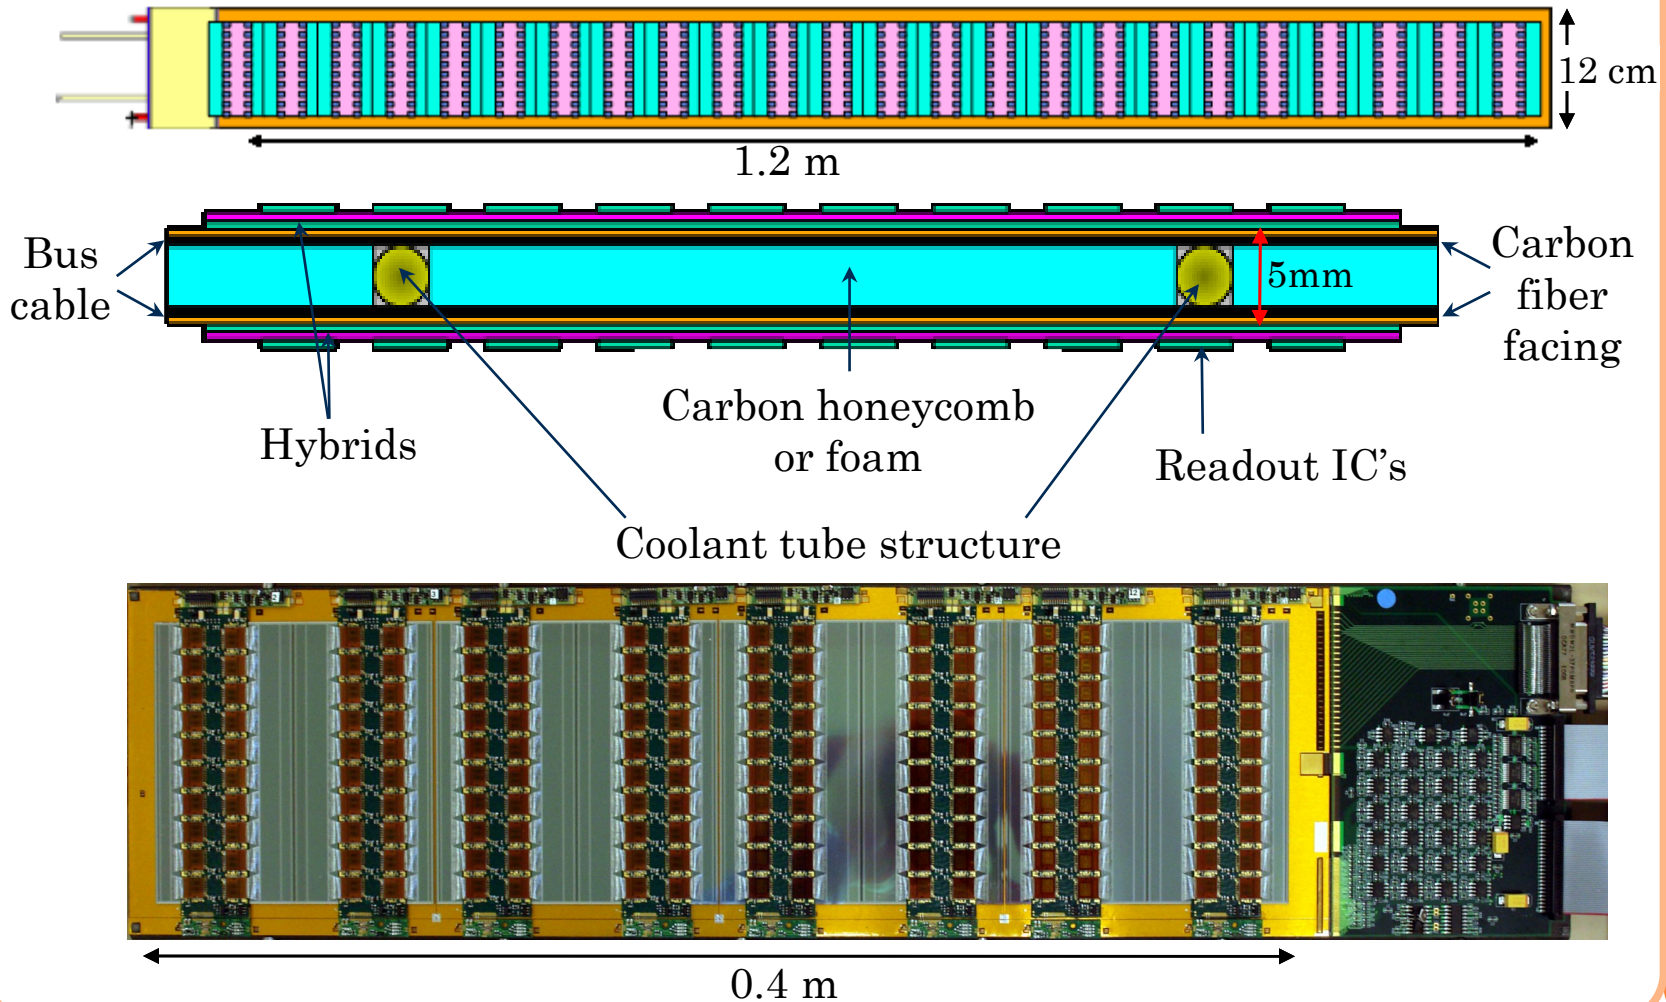 12 cm
1.2 m
Bus
cable
5mm
Carbon
fiber
facing
Hybrids
Carbon honeycomb
or foam
Readout IC's
Coolant tube structure
0.4 m